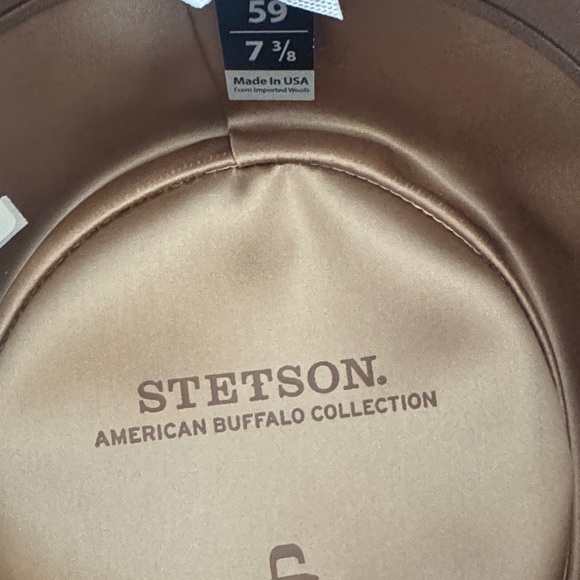 59
7 3/8
Made In USA
From Imported Wools
STETSON.
AMERICAN BUFFALO COLLECTION